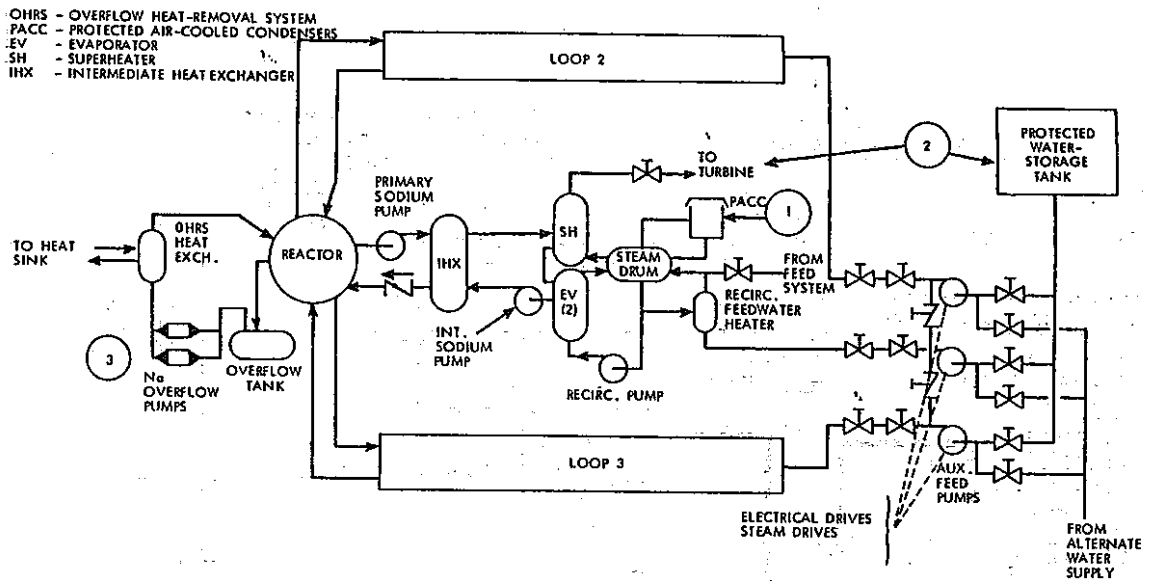 OHRS - OVERFLOW HEAT-REMOVAL SYSTEM
PACC - PROTECTED AIR-COOLED CONDENSERS
EV - EVAPORATOR
SH - SUPERHEATER
IHX - INTERMEDIATE HEAT EXCHANGER
LOOP 2
2
PROTECTED
WATER-
STORAGE
TANK
TO
TURBINE
PRIMARY
SODIUM
PUMP
PACC
1
OHRS
HEAT
EXCH.
TO HEAT
SINK
REACTOR
IHX
SH
STEAM
DRUM
FROM
FEED
SYSTEM
EV
(2)
RECIRC.
FEEDWATER
HEATER
INT.
SODIUM
PUMP
3
OVERFLOW
TANK
Na
OVERFLOW
PUMPS
RECIRC. PUMP
LOOP 3
AUX.
FEED
PUMPS
ELECTRICAL DRIVES
STEAM DRIVES
FROM
ALTERNATE
WATER
SUPPLY